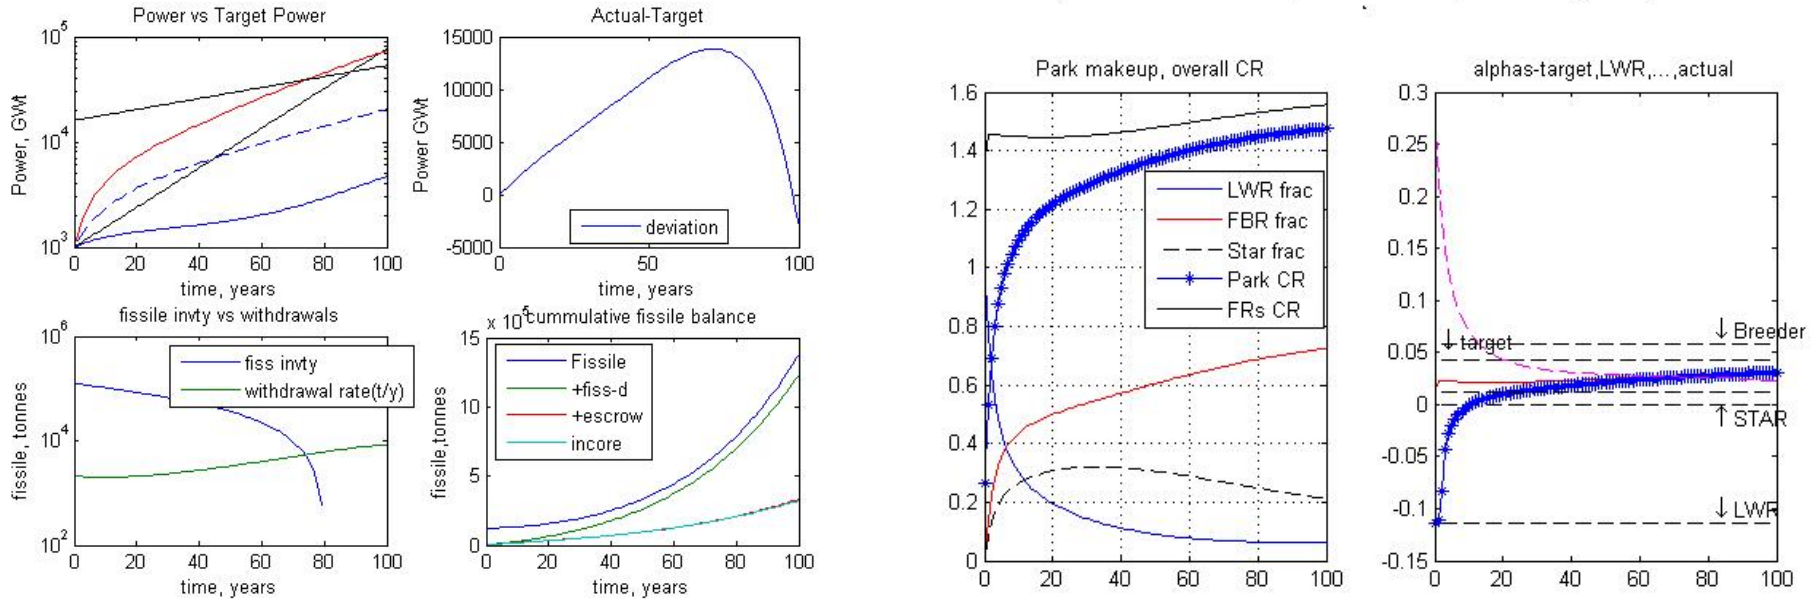 Power vs Target Power
10^5
10^4
10^3
Power, GWt
0 20 40 60 80 100
time, years
Actual-Target
15000
10000
5000
0
-5000
Power GWt
deviation
0 50 100
time, years
fissile invty vs withdrawals
10^6
10^4
10^2
fissile, tonnes
fiss invty
withdrawal rate(t/y)
0 20 40 60 80 100
time, years
x 10^5
cummulative fissile balance
15
10
5
0
fissile,tonnes
Fissile
+fiss-d
+escrow
incore
0 20 40 60 80 100
time, years
Park makeup, overall CR
1.6
1.4
1.2
1
0.8
0.6
0.4
0.2
0
LWR frac
FBR frac
Star frac
Park CR
FRs CR
0 20 40 60 80 100
alphas-target,LWR,...,actual
0.3
0.25
0.2
0.15
0.1
0.05
0
-0.05
-0.1
-0.15
↓ Breeder
↓ target
↑ STAR
↓ LWR
0 20 40 60 80 100